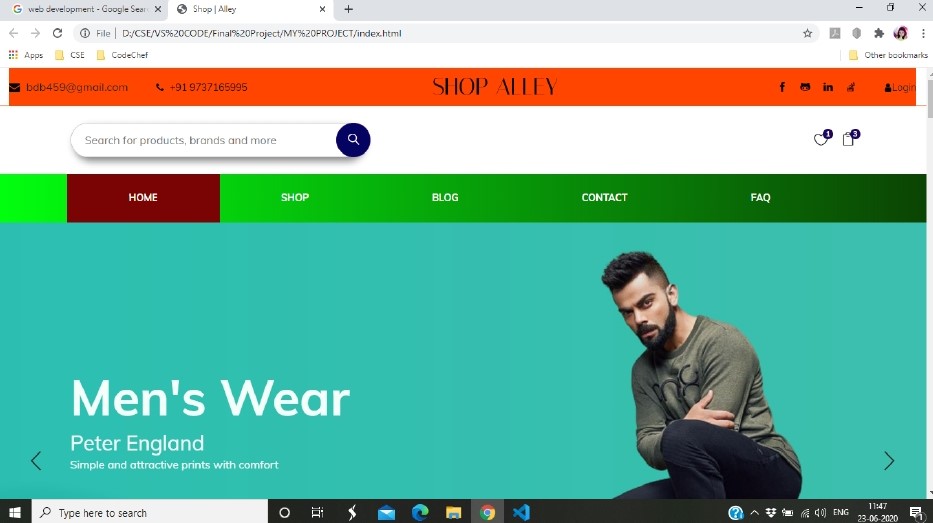 web development - Google Sear
Shop | Alley
File | D:/CSE/VS%20CODE/Final%20Project/MY%20PROJECT/index.html
Apps CSE CodeChef Other bookmarks
bdb459@gmail.com +91 9737165995 SHOP ALLEY Login
Search for products, brands and more 1 3
HOME SHOP BLOG CONTACT FAQ
Men's Wear
Peter England
Simple and attractive prints with comfort
Type here to search
ENG
11:47
23-06-2020
1